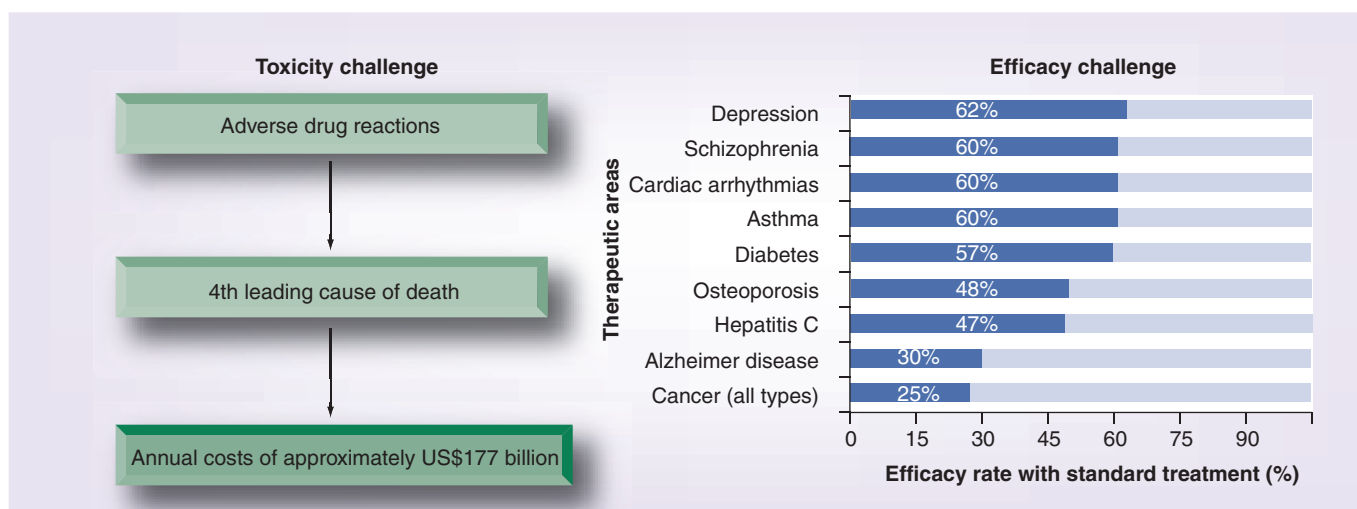 Toxicity challenge
Adverse drug reactions
4th leading cause of death
Annual costs of approximately US$177 billion
Efficacy challenge
Therapeutic areas
Depression
62%
Schizophrenia
60%
Cardiac arrhythmias
60%
Asthma
60%
Diabetes
57%
Osteoporosis
48%
Hepatitis C
47%
Alzheimer disease
30%
Cancer (all types)
25%
0 15 30 45 60 75 90
Efficacy rate with standard treatment (%)